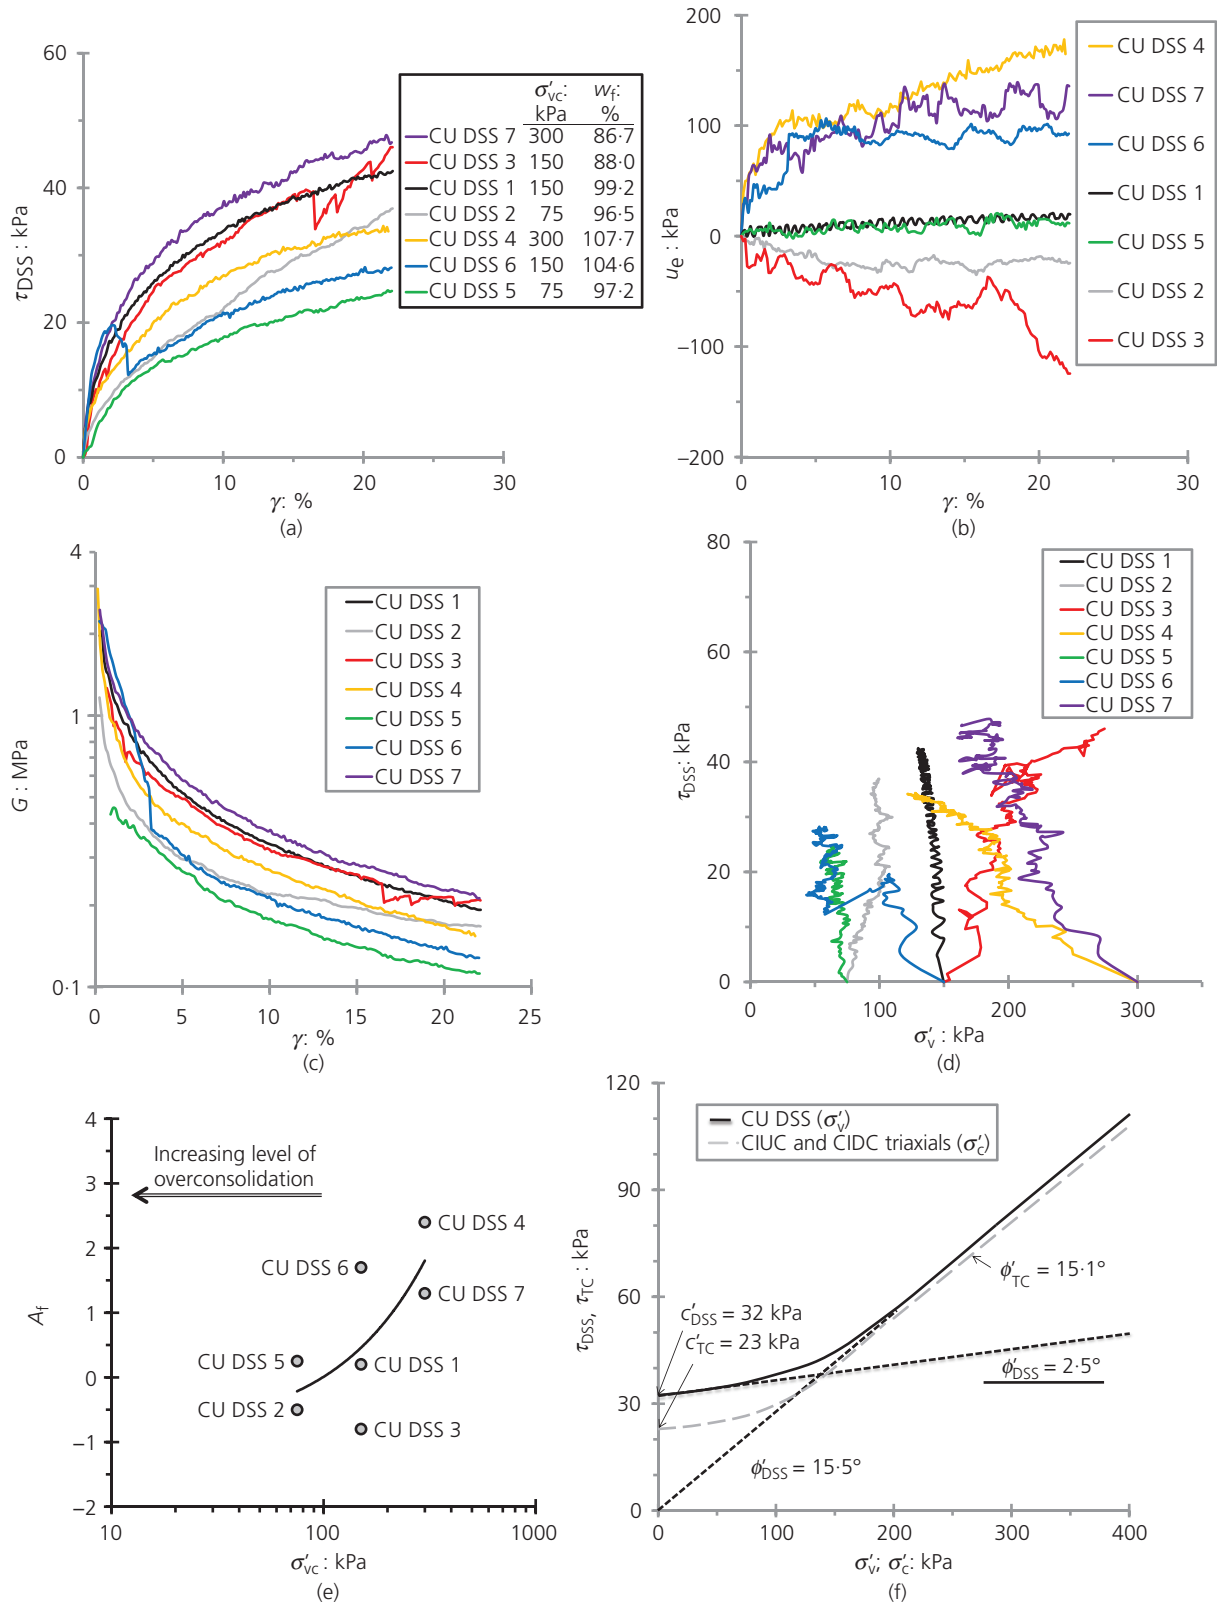 60
40
20
0
τDSS : kPa
0 10 20 30
γ: %
(a)
σ′vc: wf:
kPa %
CU DSS 7 300 86·7
CU DSS 3 150 88·0
CU DSS 1 150 99·2
CU DSS 2 75 96·5
CU DSS 4 300 107·7
CU DSS 6 150 104·6
CU DSS 5 75 97·2
200
100
0
−100
−200
ue : kPa
0 10 20 30
γ: %
(b)
CU DSS 4
CU DSS 7
CU DSS 6
CU DSS 1
CU DSS 5
CU DSS 2
CU DSS 3
4
1
0·1
G : MPa
0 5 10 15 20 25
γ: %
(c)
CU DSS 1
CU DSS 2
CU DSS 3
CU DSS 4
CU DSS 5
CU DSS 6
CU DSS 7
80
60
40
20
0
τDSS: kPa
0 100 200 300
σ′v : kPa
(d)
CU DSS 1
CU DSS 2
CU DSS 3
CU DSS 4
CU DSS 5
CU DSS 6
CU DSS 7
4
3
2
1
0
−1
−2
Af
Increasing level of
overconsolidation
CU DSS 4
CU DSS 6
CU DSS 7
CU DSS 5
CU DSS 1
CU DSS 2
CU DSS 3
10 100 1000
σ′vc : kPa
(e)
120
90
60
30
0
τDSS, τTC : kPa
CU DSS (σ′v)
CIUC and CIDC triaxials (σ′c)
ϕ′TC = 15·1°
c′DSS = 32 kPa
c′TC = 23 kPa
ϕ′DSS = 2·5°
ϕ′DSS = 15·5°
0 100 200 300 400
σ′v; σ′c: kPa
(f)